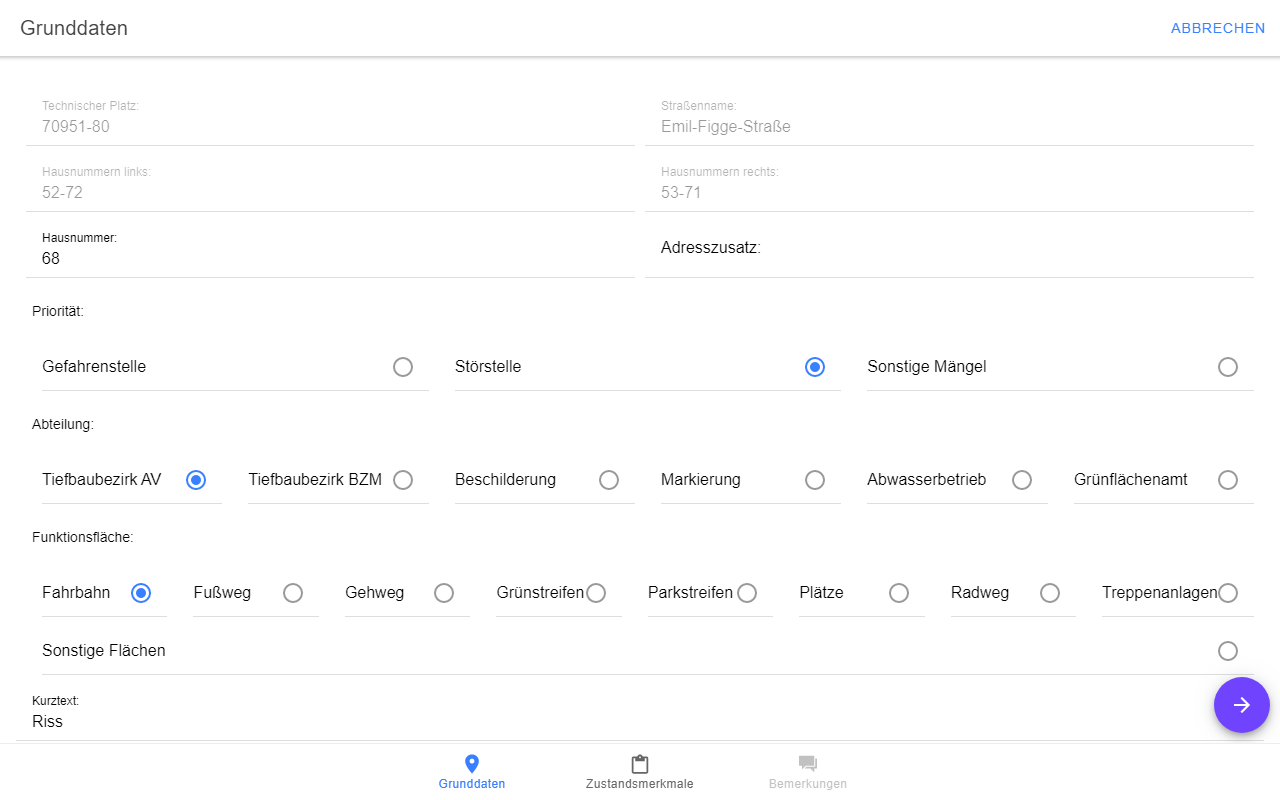 Grunddaten
ABBRECHEN
Technischer Platz:
70951-80
Straßenname:
Emil-Figge-Straße
Hausnummern links:
52-72
Hausnummern rechts:
53-71
Hausnummer:
68
Adresszusatz:
Priorität:
Gefahrenstelle
Störstelle
Sonstige Mängel
Abteilung:
Tiefbaubezirk AV
Tiefbaubezirk BZM
Beschilderung
Markierung
Abwasserbetrieb
Grünflächenamt
Funktionsfläche:
Fahrbahn
Fußweg
Gehweg
Grünstreifen
Parkstreifen
Plätze
Radweg
Treppenanlagen
Sonstige Flächen
Kurztext:
Riss
Grunddaten
Zustandsmerkmale
Bemerkungen